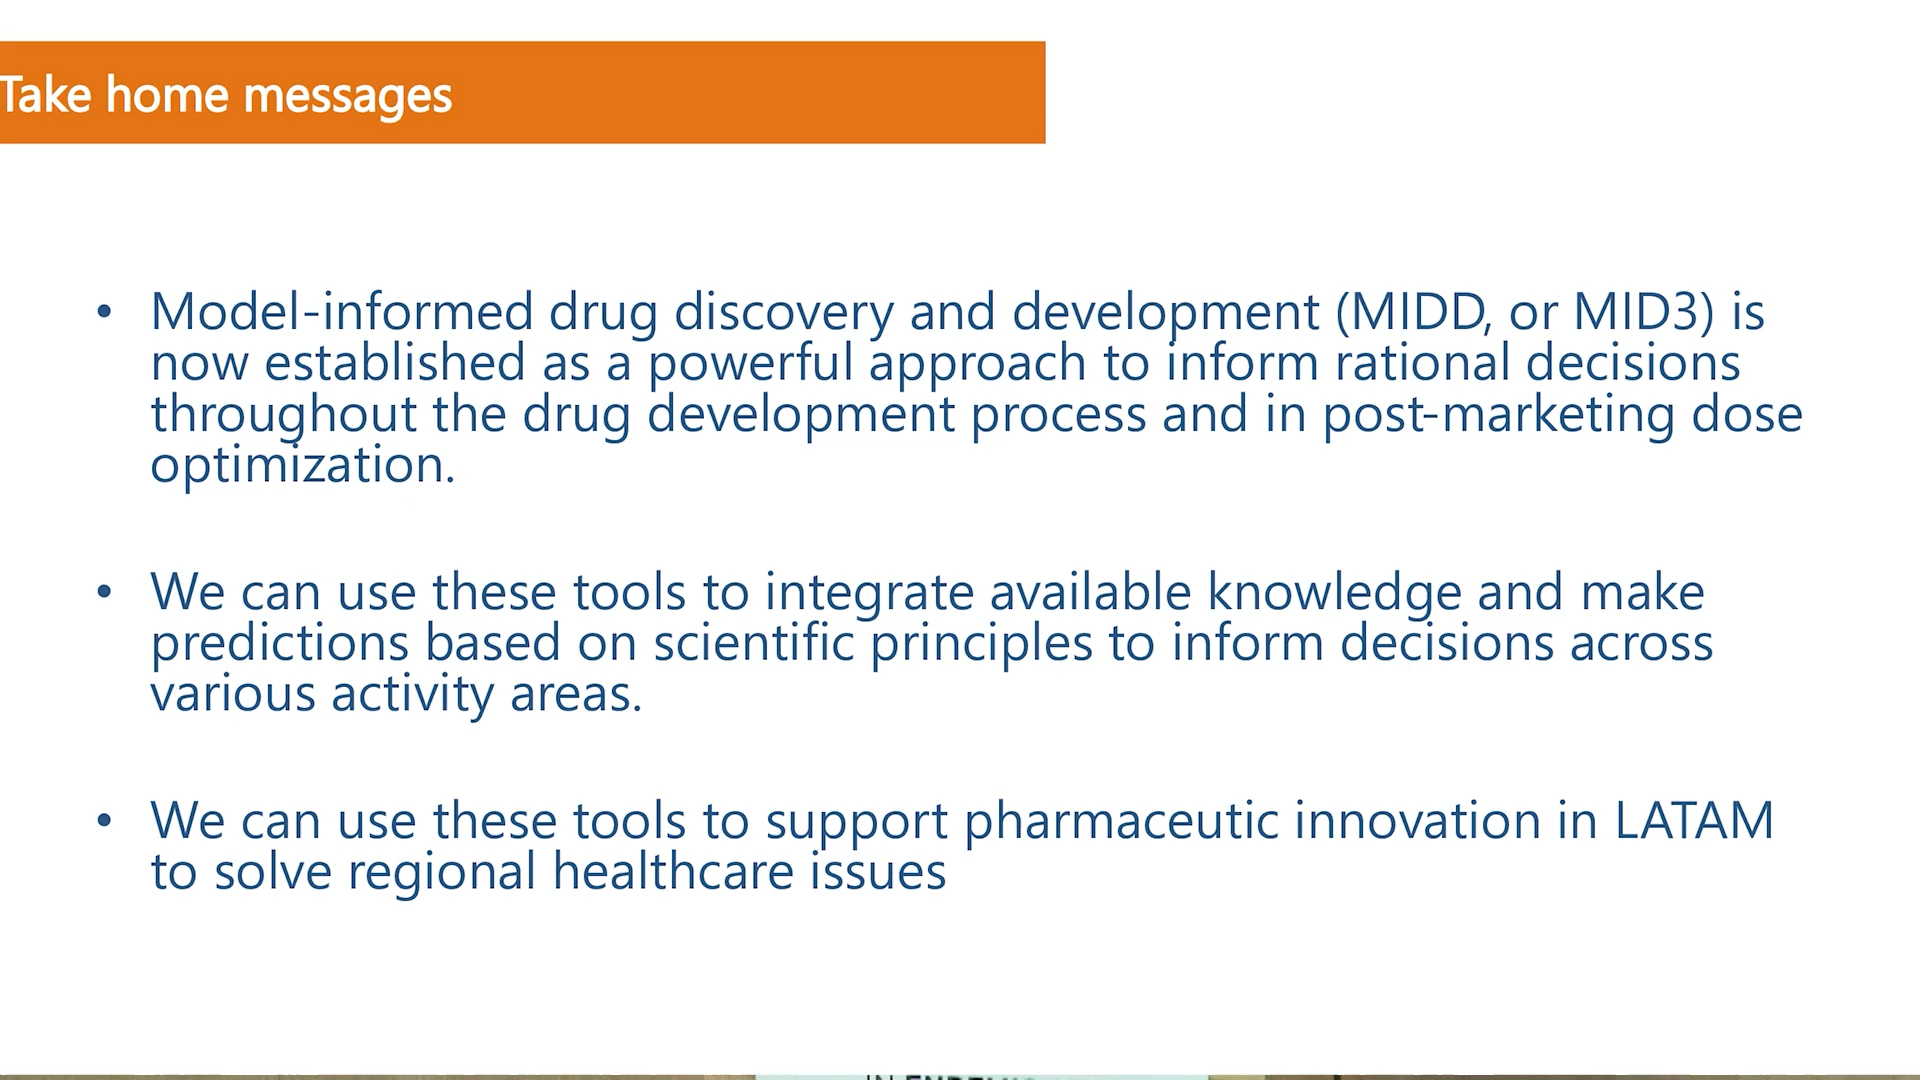 Take home messages
• Model-informed drug discovery and development (MIDD, or MID3) is
now established as a powerful approach to inform rational decisions
throughout the drug development process and in post-marketing dose
optimization.
• We can use these tools to integrate available knowledge and make
predictions based on scientific principles to inform decisions across
various activity areas.
• We can use these tools to support pharmaceutic innovation in LATAM
to solve regional healthcare issues